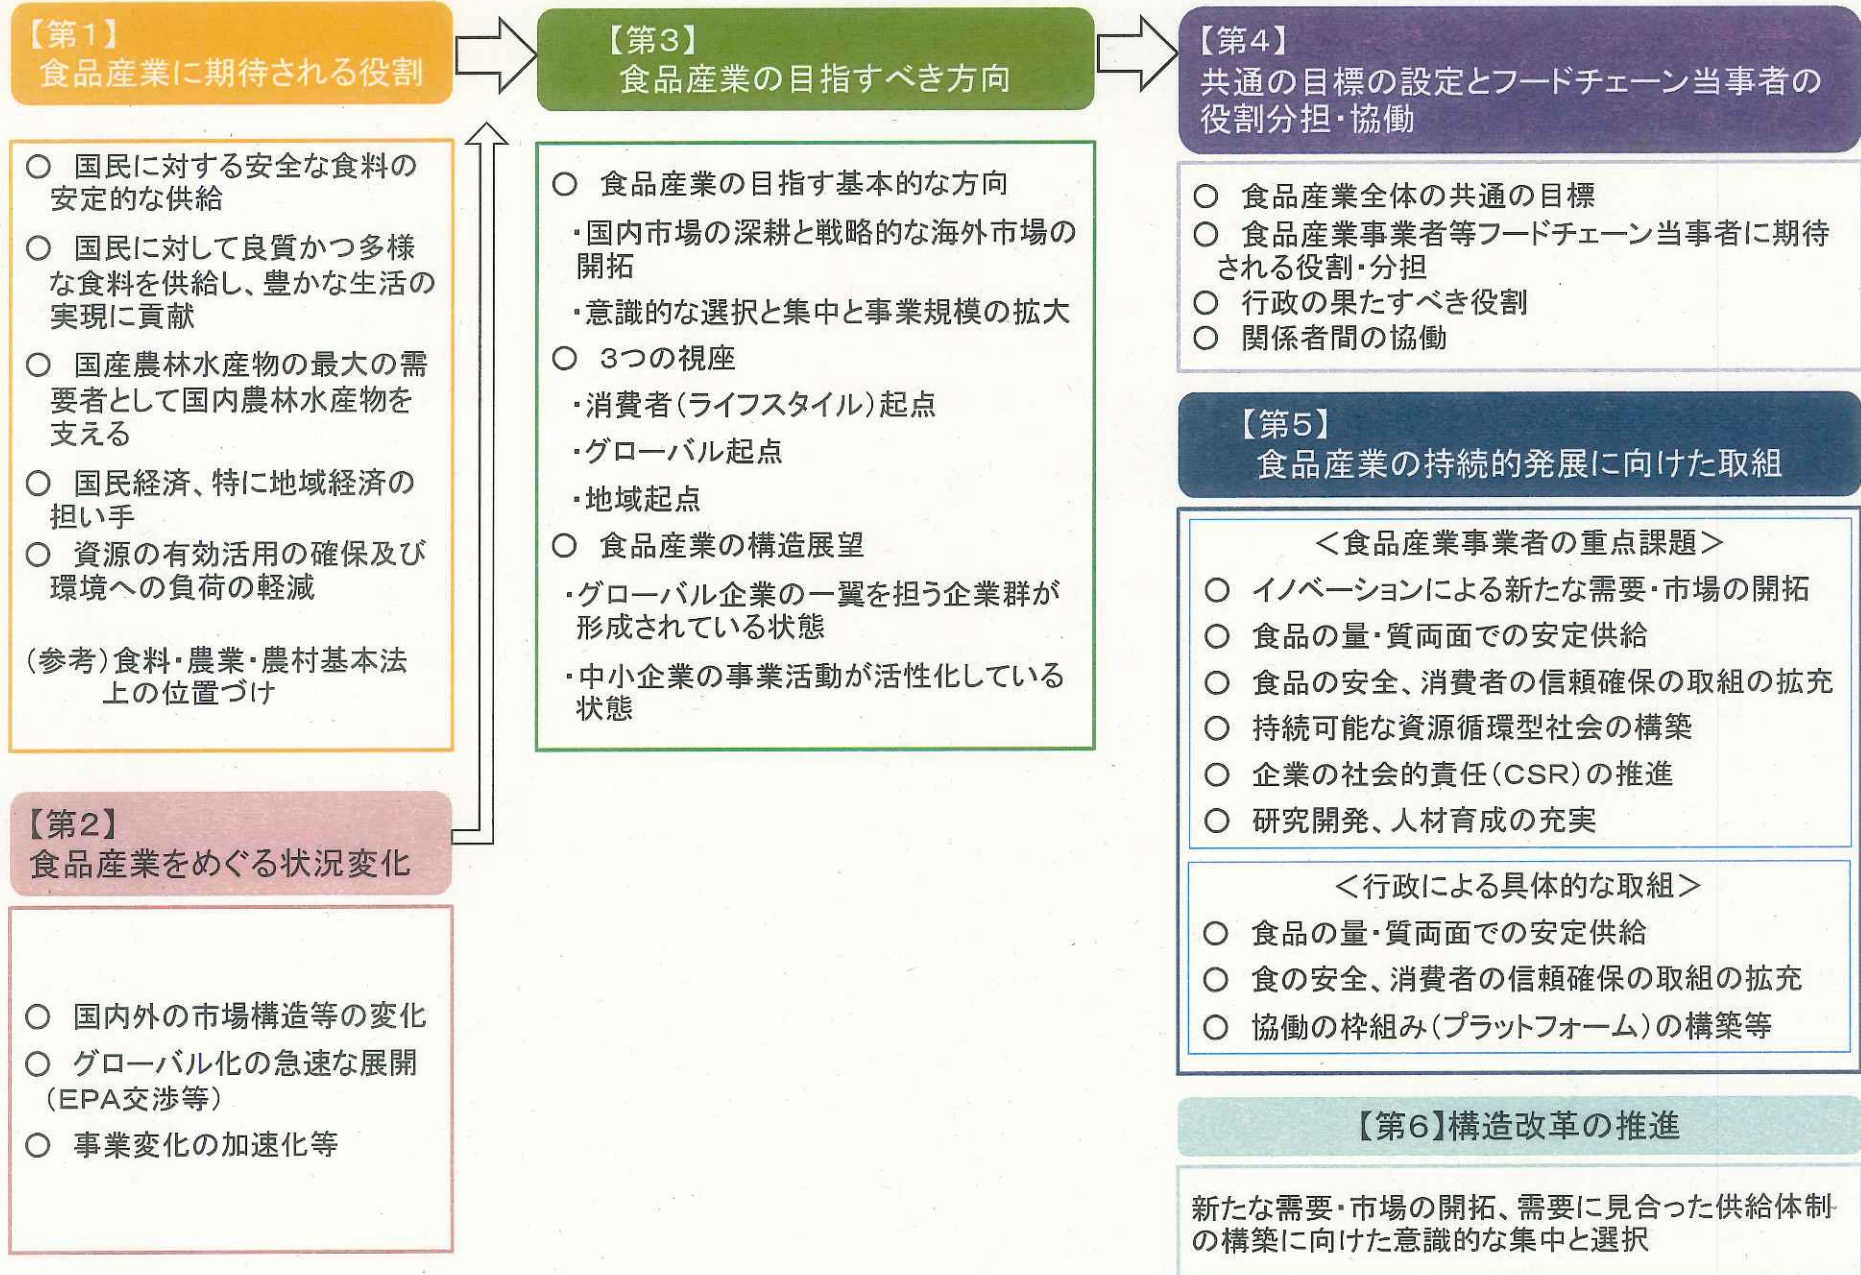 【第1】
食品産業に期待される役割
○ 国民に対する安全な食料の
安定的な供給
○ 国民に対して良質かつ多様
な食料を供給し、豊かな生活の
実現に貢献
○ 国産農林水産物の最大の需
要者として国内農林水産物を
支える
○ 国民経済、特に地域経済の
担い手
○ 資源の有効活用の確保及び
環境への負荷の軽減
(参考)食料・農業・農村基本法
上の位置づけ
【第2】
食品産業をめぐる状況変化
○ 国内外の市場構造等の変化
○ グローバル化の急速な展開
(EPA交渉等)
○ 事業変化の加速化等
【第3】
食品産業の目指すべき方向
○ 食品産業の目指す基本的な方向
・国内市場の深耕と戦略的な海外市場の
開拓
・意識的な選択と集中と事業規模の拡大
○ 3つの視座
・消費者(ライフスタイル)起点
・グローバル起点
・地域起点
○ 食品産業の構造展望
・グローバル企業の一翼を担う企業群が
形成されている状態
・中小企業の事業活動が活性化している
状態
【第4】
共通の目標の設定とフードチェーン当事者の
役割分担・協働
○ 食品産業全体の共通の目標
○ 食品産業事業者等フードチェーン当事者に期待
される役割・分担
○ 行政の果たすべき役割
○ 関係者間の協働
【第5】
食品産業の持続的発展に向けた取組
<食品産業事業者の重点課題>
○ イノベーションによる新たな需要・市場の開拓
○ 食品の量・質両面での安定供給
○ 食品の安全、消費者の信頼確保の取組の拡充
○ 持続可能な資源循環型社会の構築
○ 企業の社会的責任(CSR)の推進
○ 研究開発、人材育成の充実
<行政による具体的な取組>
○ 食品の量・質両面での安定供給
○ 食の安全、消費者の信頼確保の取組の拡充
○ 協働の枠組み(プラットフォーム)の構築等
【第6】構造改革の推進
新たな需要・市場の開拓、需要に見合った供給体制
の構築に向けた意識的な集中と選択